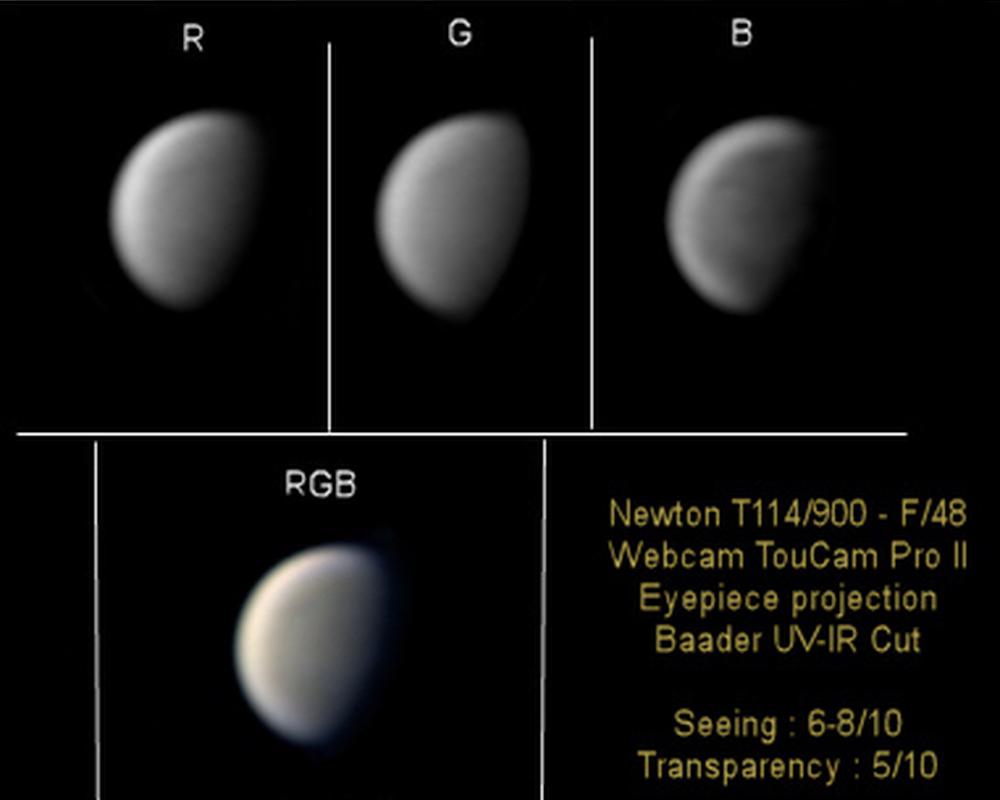 R
G
B
RGB
Newton T114/900 - F/48
Webcam TouCam Pro II
Eyepiece projection
Baader UV-IR Cut
Seeing : 6-8/10
Transparency : 5/10